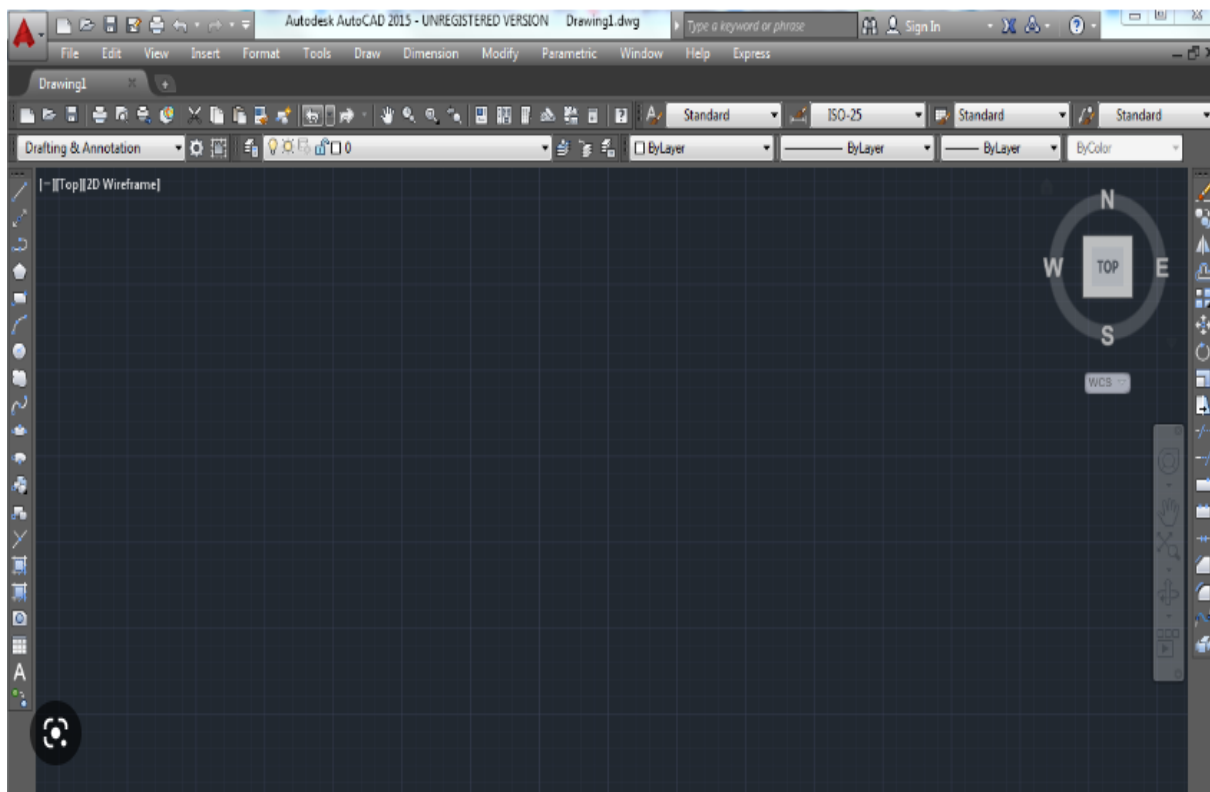 Autodesk AutoCAD 2015 - UNREGISTERED VERSION Drawing1.dwg Type a keyword or phrase Sign In
File Edit View Insert Format Tools Draw Dimension Modify Parametric Window Help Express
Drawing1
Standard ISO-25 Standard Standard
Drafting & Annotation 0 ByLayer ByLayer ByLayer ByColor
[-][Top][2D Wireframe]
N
W TOP E
S
WCS
A